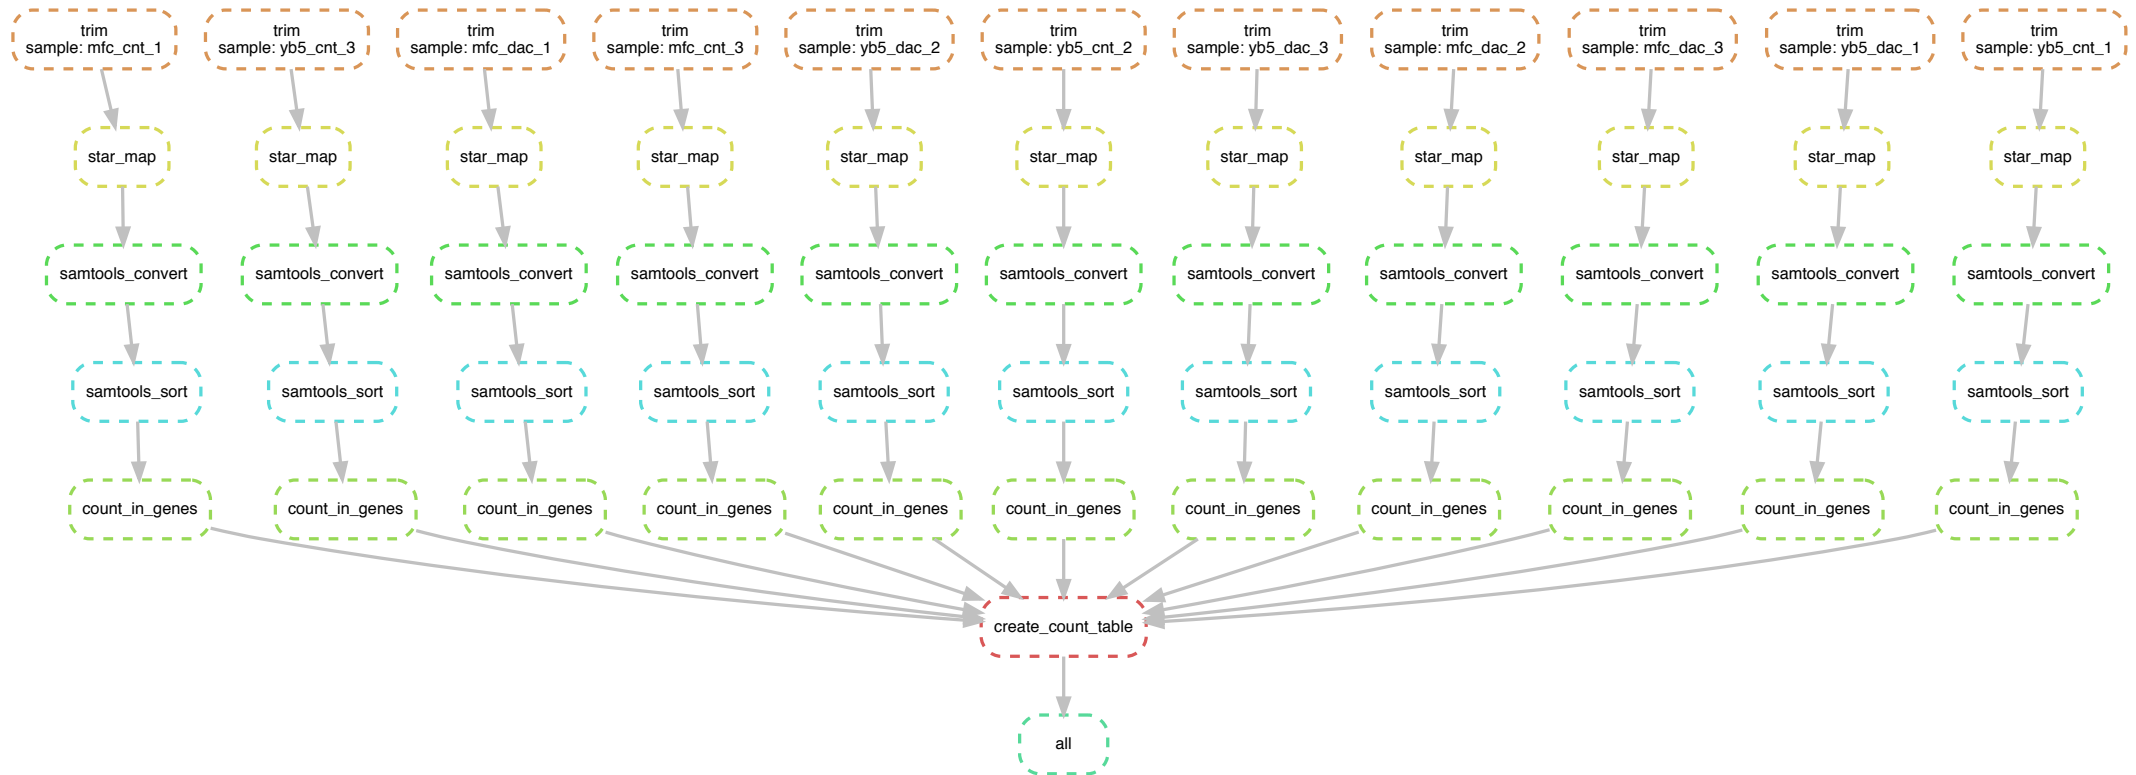 trim
sample: mfc_cnt_1
trim
sample: yb5_cnt_3
trim
sample: mfc_dac_1
trim
sample: mfc_cnt_3
trim
sample: yb5_dac_2
trim
sample: yb5_cnt_2
trim
sample: yb5_dac_3
trim
sample: mfc_dac_2
trim
sample: mfc_dac_3
trim
sample: yb5_dac_1
trim
sample: yb5_cnt_1
star_map
star_map
star_map
star_map
star_map
star_map
star_map
star_map
star_map
star_map
star_map
samtools_convert
samtools_convert
samtools_convert
samtools_convert
samtools_convert
samtools_convert
samtools_convert
samtools_convert
samtools_convert
samtools_convert
samtools_convert
samtools_sort
samtools_sort
samtools_sort
samtools_sort
samtools_sort
samtools_sort
samtools_sort
samtools_sort
samtools_sort
samtools_sort
samtools_sort
count_in_genes
count_in_genes
count_in_genes
count_in_genes
count_in_genes
count_in_genes
count_in_genes
count_in_genes
count_in_genes
count_in_genes
count_in_genes
create_count_table
all